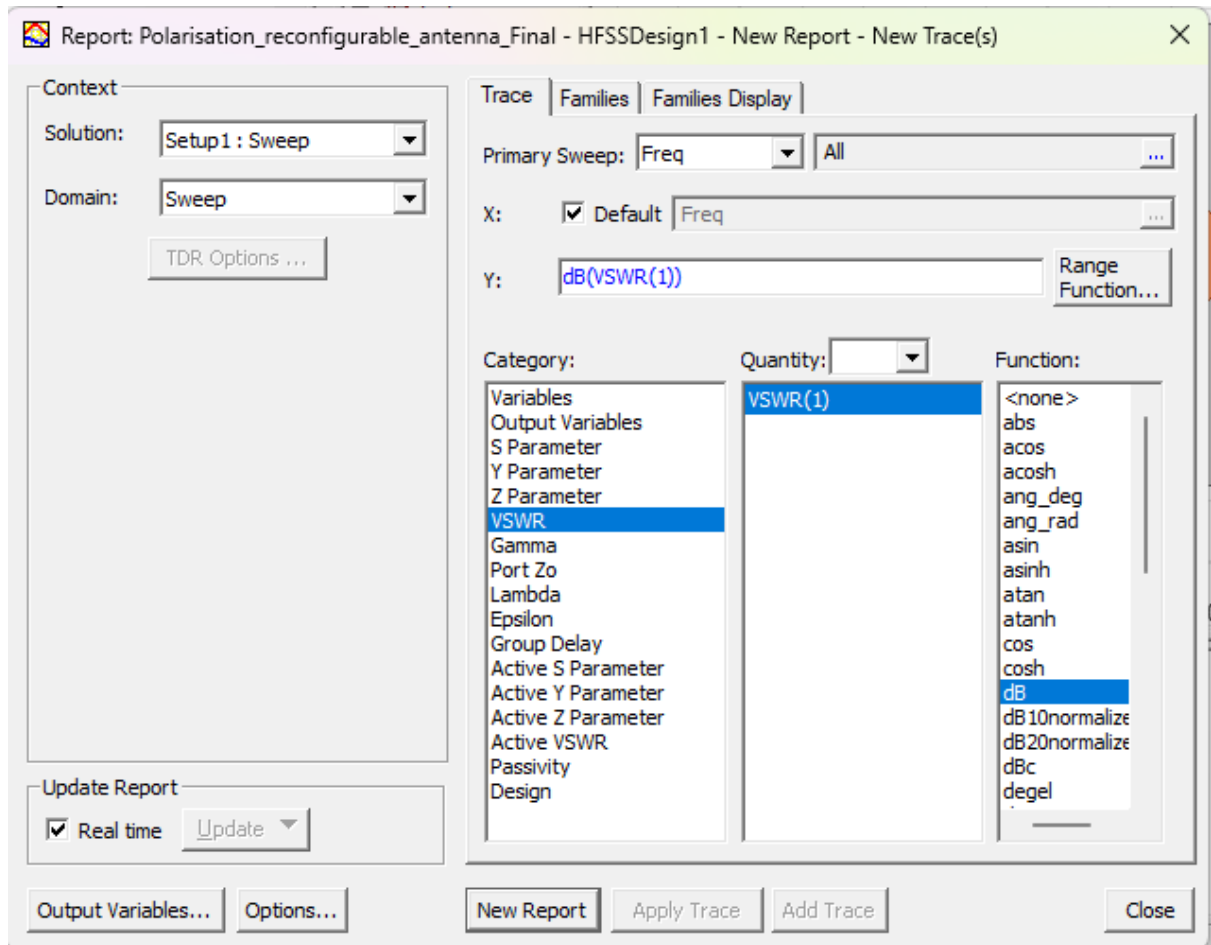 Report: Polarisation_reconfigurable_antenna_Final - HFSSDesign1 - New Report - New Trace(s)
Context
Solution: Setup1 : Sweep
Domain: Sweep
TDR Options ...
Update Report
Real time Update
Output Variables... Options...
Trace Families Families Display
Primary Sweep: Freq All ...
X: Default Freq ...
Y: dB(VSWR(1)) Range
Function...
Category:
Variables
Output Variables
S Parameter
Y Parameter
Z Parameter
VSWR
Gamma
Port Zo
Lambda
Epsilon
Group Delay
Active S Parameter
Active Y Parameter
Active Z Parameter
Active VSWR
Passivity
Design
Quantity:
VSWR(1)
Function:
<none>
abs
acos
acosh
ang_deg
ang_rad
asin
asinh
atan
atanh
cos
cosh
dB
dB10normalize
dB20normalize
dBc
degel
New Report Apply Trace Add Trace Close